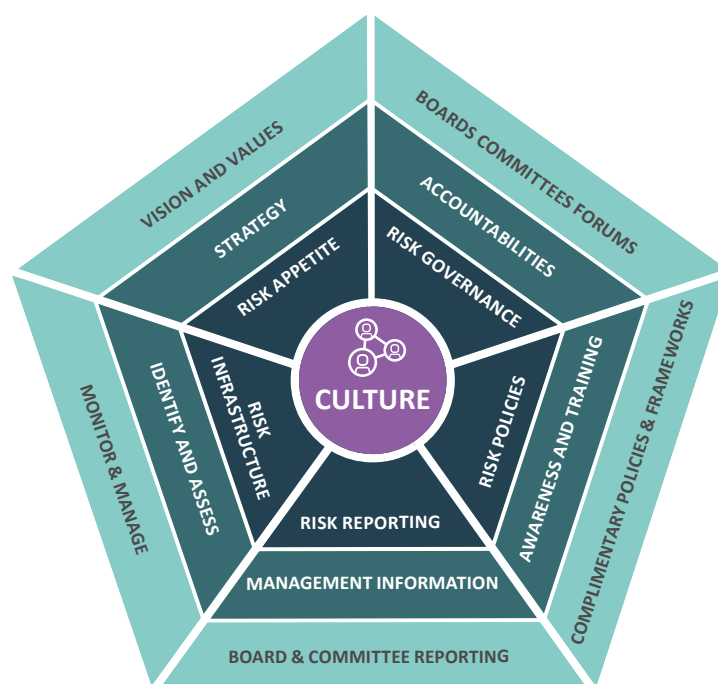 VISION AND VALUES
STRATEGY
RISK APPETITE
BOARDS COMMITTEES FORUMS
ACCOUNTABILITIES
RISK GOVERNANCE
COMPLIMENTARY POLICIES & FRAMEWORKS
AWARENESS AND TRAINING
RISK POLICIES
RISK REPORTING
MANAGEMENT INFORMATION
BOARD & COMMITTEE REPORTING
MONITOR & MANAGE
IDENTIFY AND ASSESS
RISK
INFRASTRUCTURE
CULTURE